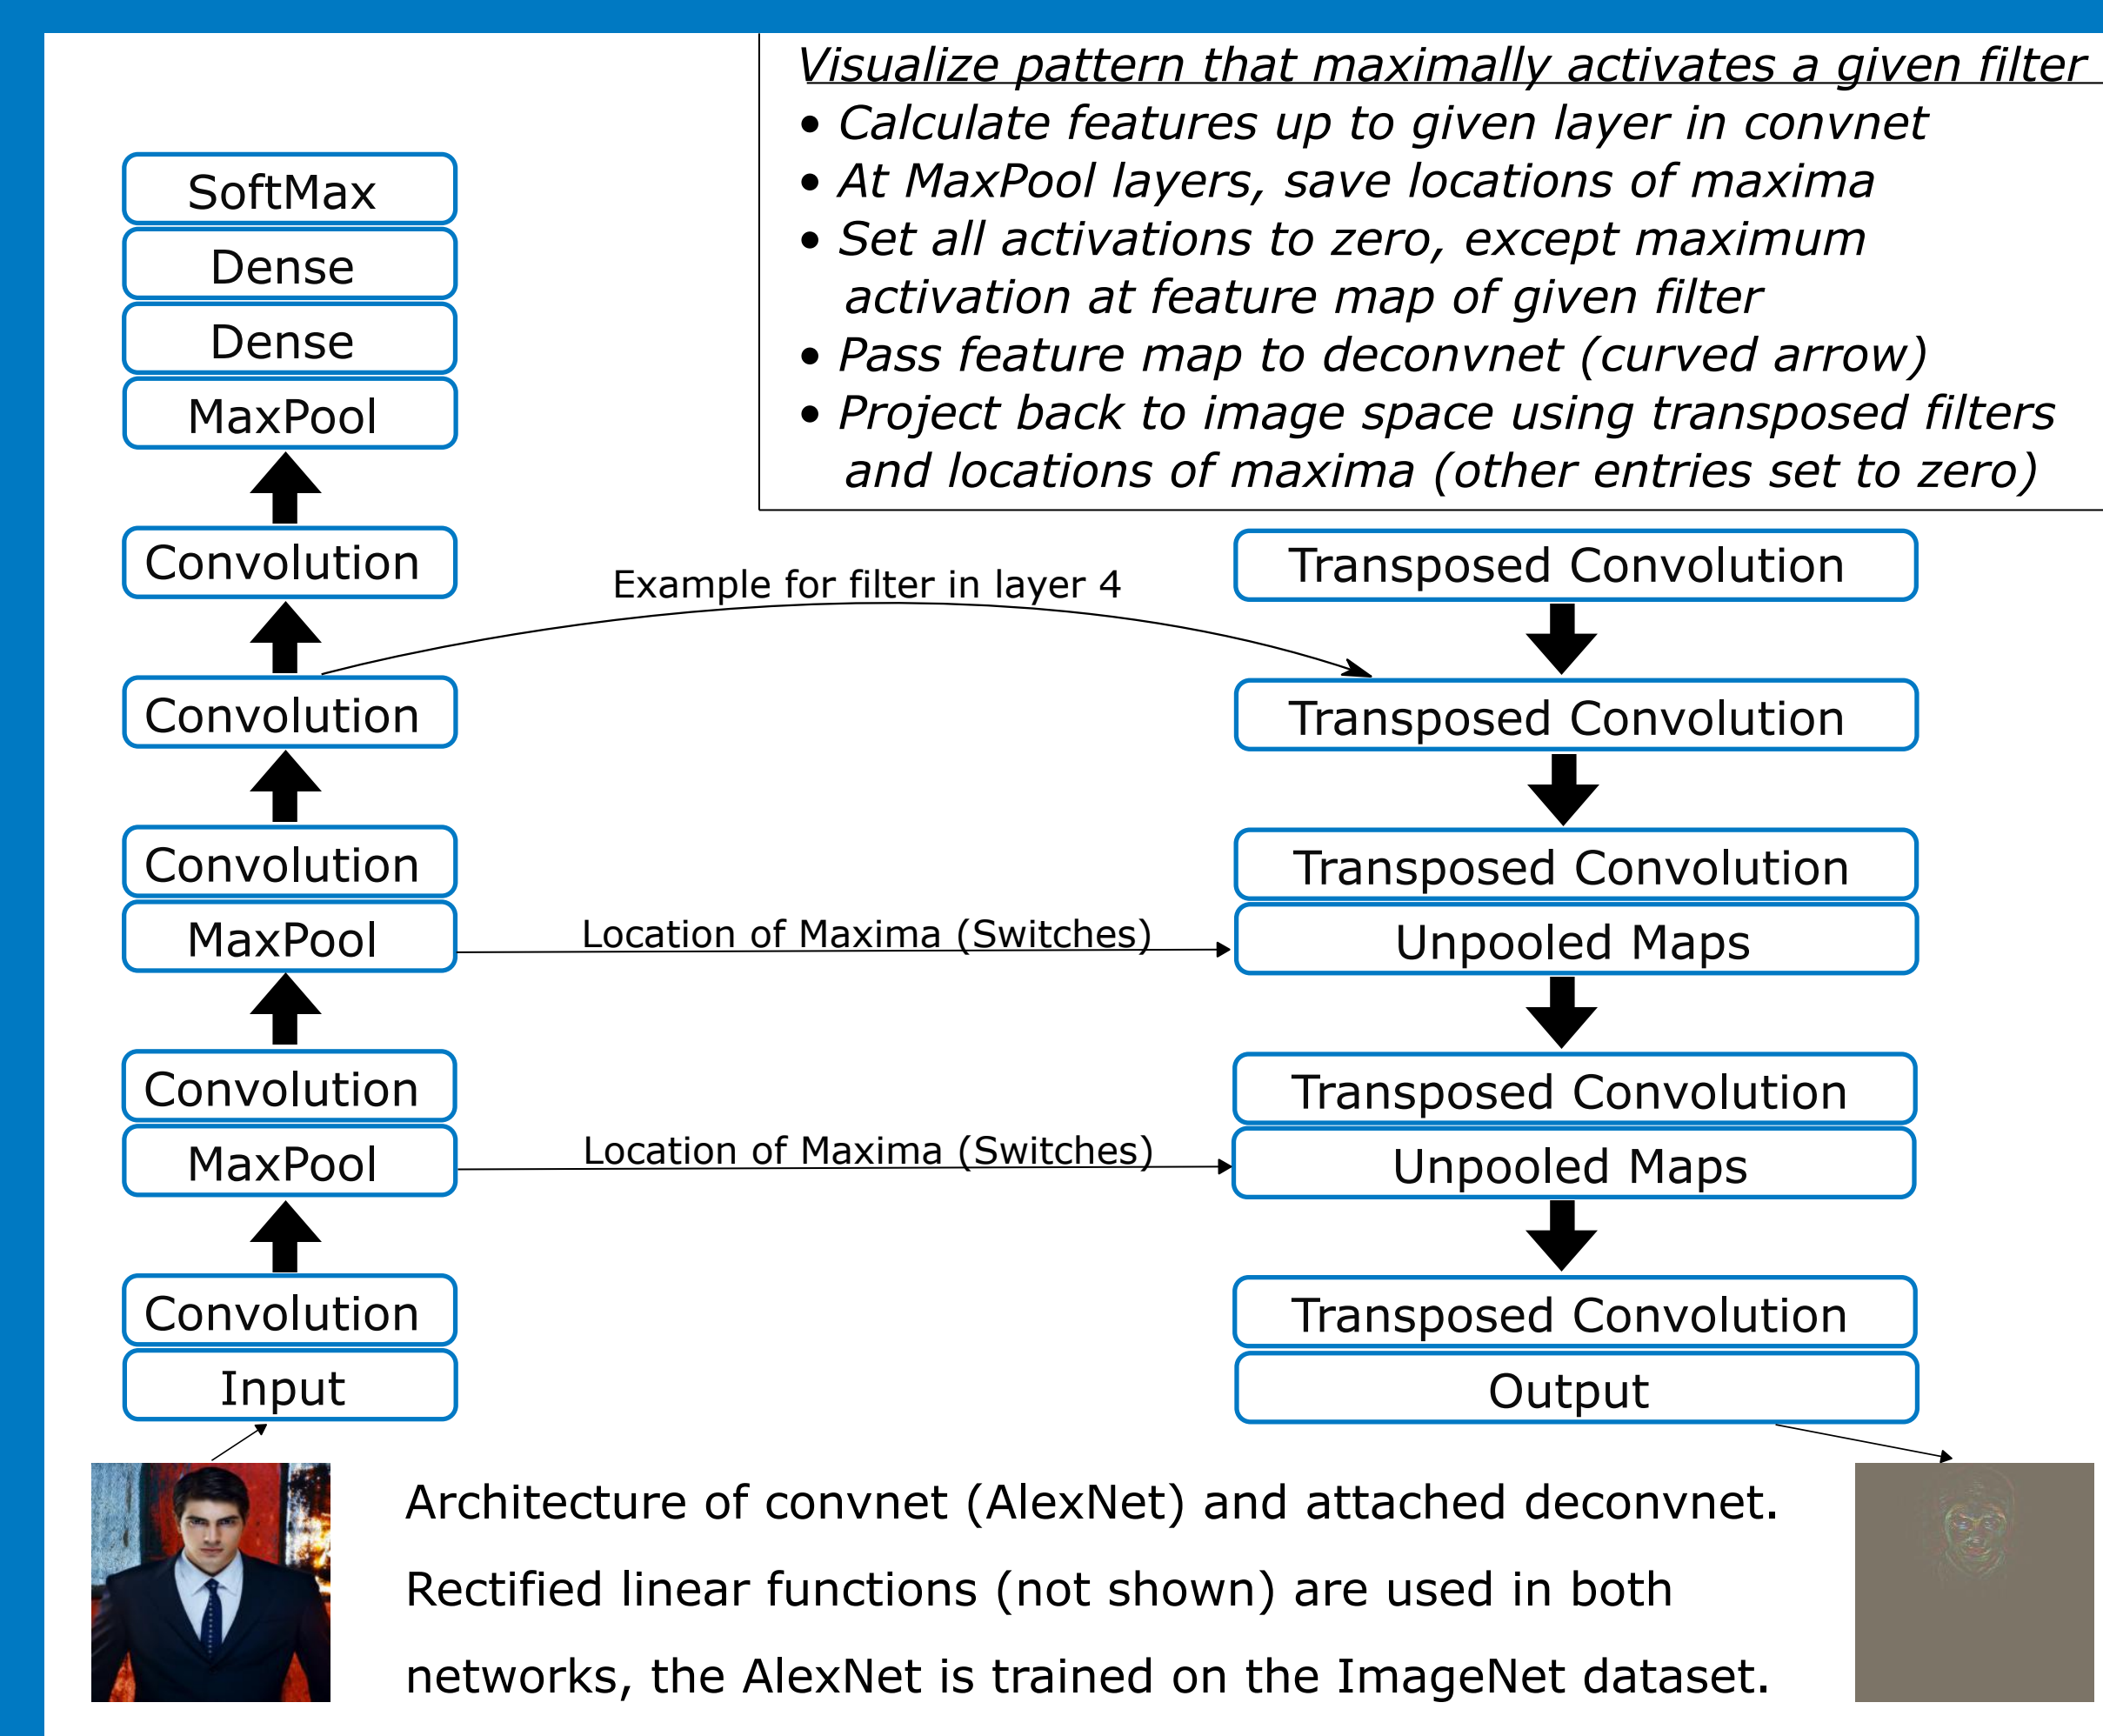 Visualize pattern that maximally activates a given filter
• Calculate features up to given layer in convnet
• At MaxPool layers, save locations of maxima
• Set all activations to zero, except maximum
activation at feature map of given filter
• Pass feature map to deconvnet (curved arrow)
• Project back to image space using transposed filters
and locations of maxima (other entries set to zero)
SoftMax
Dense
Dense
MaxPool
Convolution
Convolution
Convolution
MaxPool
Convolution
MaxPool
Convolution
Input
Example for filter in layer 4
Location of Maxima (Switches)
Location of Maxima (Switches)
Transposed Convolution
Transposed Convolution
Transposed Convolution
Unpooled Maps
Transposed Convolution
Unpooled Maps
Transposed Convolution
Output
Architecture of convnet (AlexNet) and attached deconvnet.
Rectified linear functions (not shown) are used in both
networks, the AlexNet is trained on the ImageNet dataset.